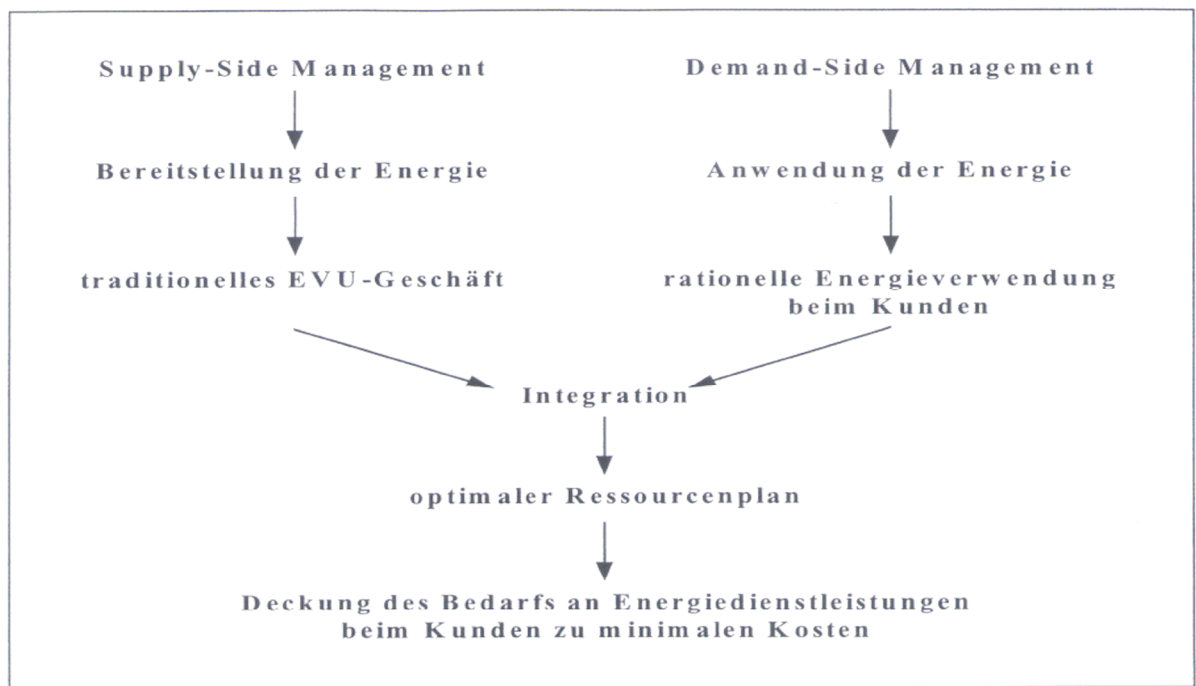 Supply-Side Management
Demand-Side Management
Bereitstellung der Energie
Anwendung der Energie
traditionelles EVU-Geschäft
rationelle Energieverwendung
beim Kunden
Integration
optimaler Ressourcenplan
Deckung des Bedarfs an Energiedienstleistungen
beim Kunden zu minimalen Kosten